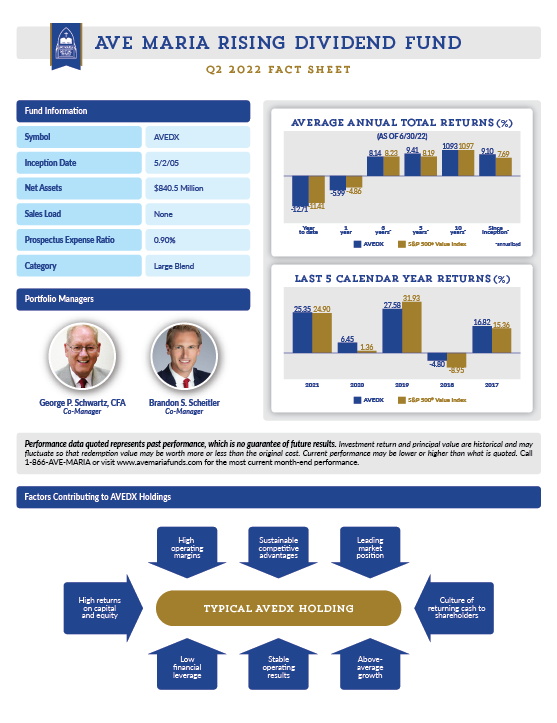 AVE MARIA RISING DIVIDEND FUND
Q2 2022 FACT SHEET
Fund Information
Symbol AVEDX
Inception Date 5/2/05
Net Assets $840.5 Million
Sales Load None
Prospectus Expense Ratio 0.90%
Category Large Blend
Portfolio Managers
George P. Schwartz, CFA
Co-Manager
Brandon S. Scheitler
Co-Manager
AVERAGE ANNUAL TOTAL RETURNS (%)
(AS OF 6/30/22)
-12.71 -11.41 -5.99 -4.86 8.14 8.23 9.41 8.19 10.93 10.97 9.10 7.69
Year to date
1 year
5 years*
10 years*
Since Inception*
AVEDX S&P 500® Value Index *annualized
LAST 5 CALENDAR YEAR RETURNS (%)
25.35 24.90 6.45 1.36 27.58 31.93 -4.80 -8.95 16.82 15.36
2021 2020 2019 2018 2017
AVEDX S&P 500® Value Index
Performance data quoted represents past performance, which is no guarantee of future results. Investment return and principal value are historical and may
fluctuate so that redemption value may be worth more or less than the original cost. Current performance may be lower or higher than what is quoted. Call
1-866-AVE-MARIA or visit www.avemariafunds.com for the most current month-end performance.
Factors Contributing to AVEDX Holdings
High
operating
margins
Sustainable
competitive
advantages
Leading
market
position
High returns
on capital
and equity
TYPICAL AVEDX HOLDING
Culture of
returning cash to
shareholders
Low
financial
leverage
Stable
operating
results
Above-
average
growth